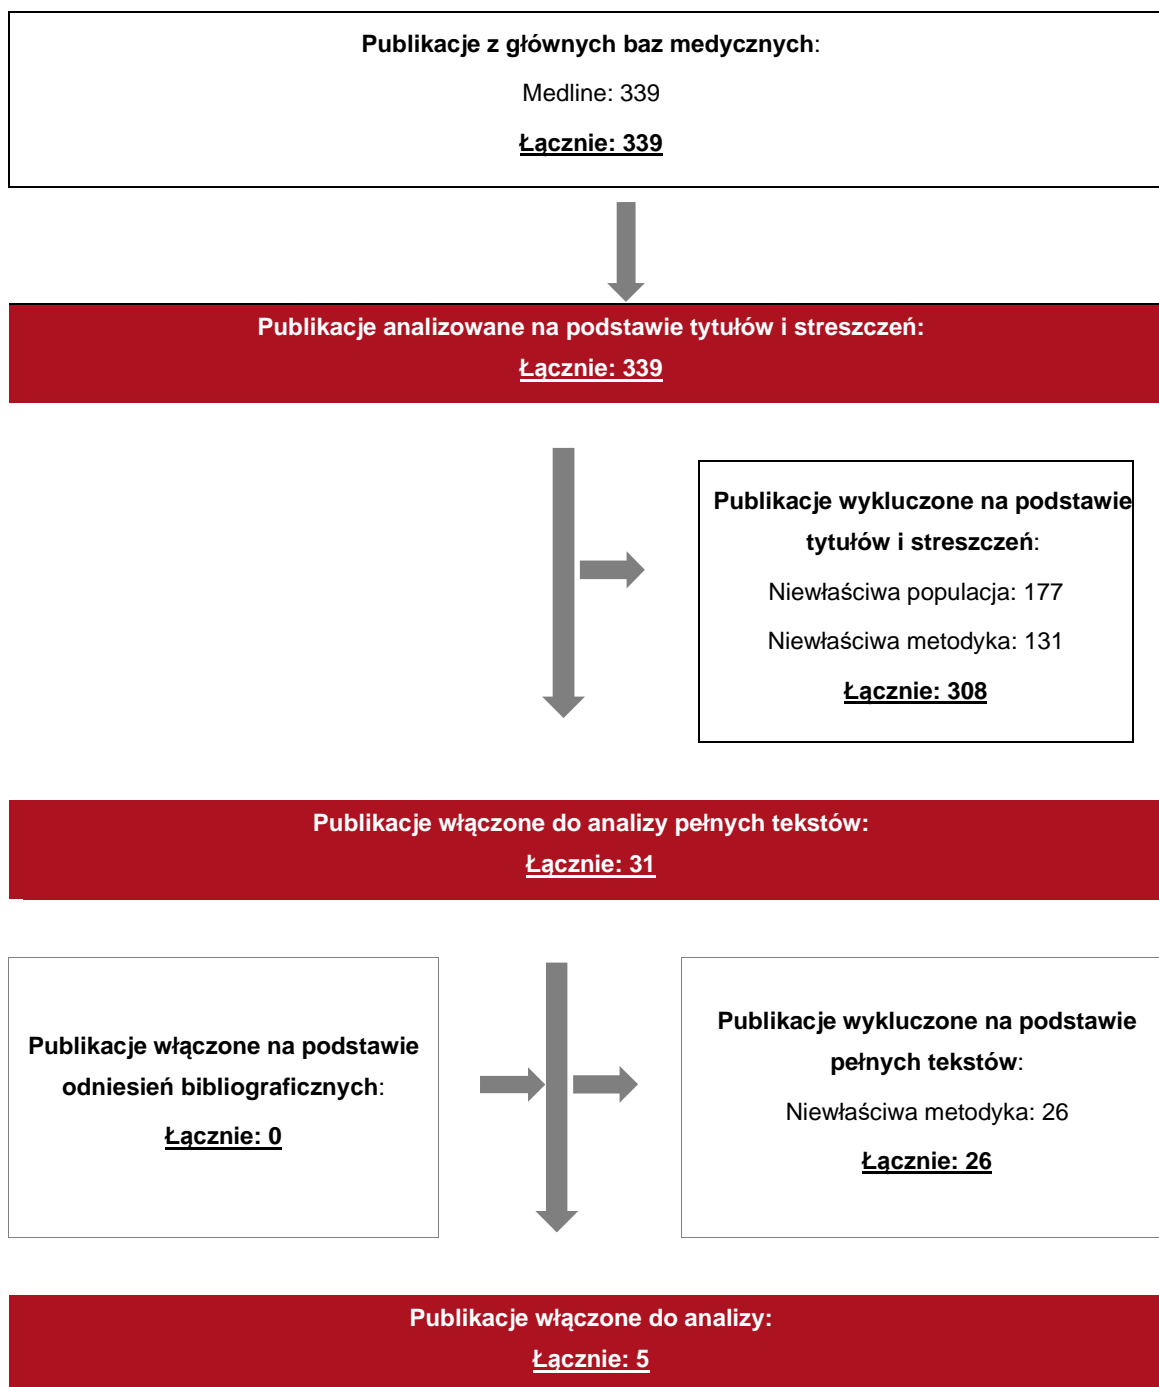 Publikacje z głównych baz medycznych:
Medline: 339
Łącznie: 339
Publikacje analizowane na podstawie tytułów i streszczeń:
Łącznie: 339
Publikacje wykluczone na podstawie
tytułów i streszczeń:
Niewłaściwa populacja: 177
Niewłaściwa metodyka: 131
Łącznie: 308
Publikacje włączone do analizy pełnych tekstów:
Łącznie: 31
Publikacje włączone na podstawie
odniesień bibliograficznych:
Łącznie: 0
Publikacje wykluczone na podstawie
pełnych tekstów:
Niewłaściwa metodyka: 26
Łącznie: 26
Publikacje włączone do analizy:
Łącznie: 5